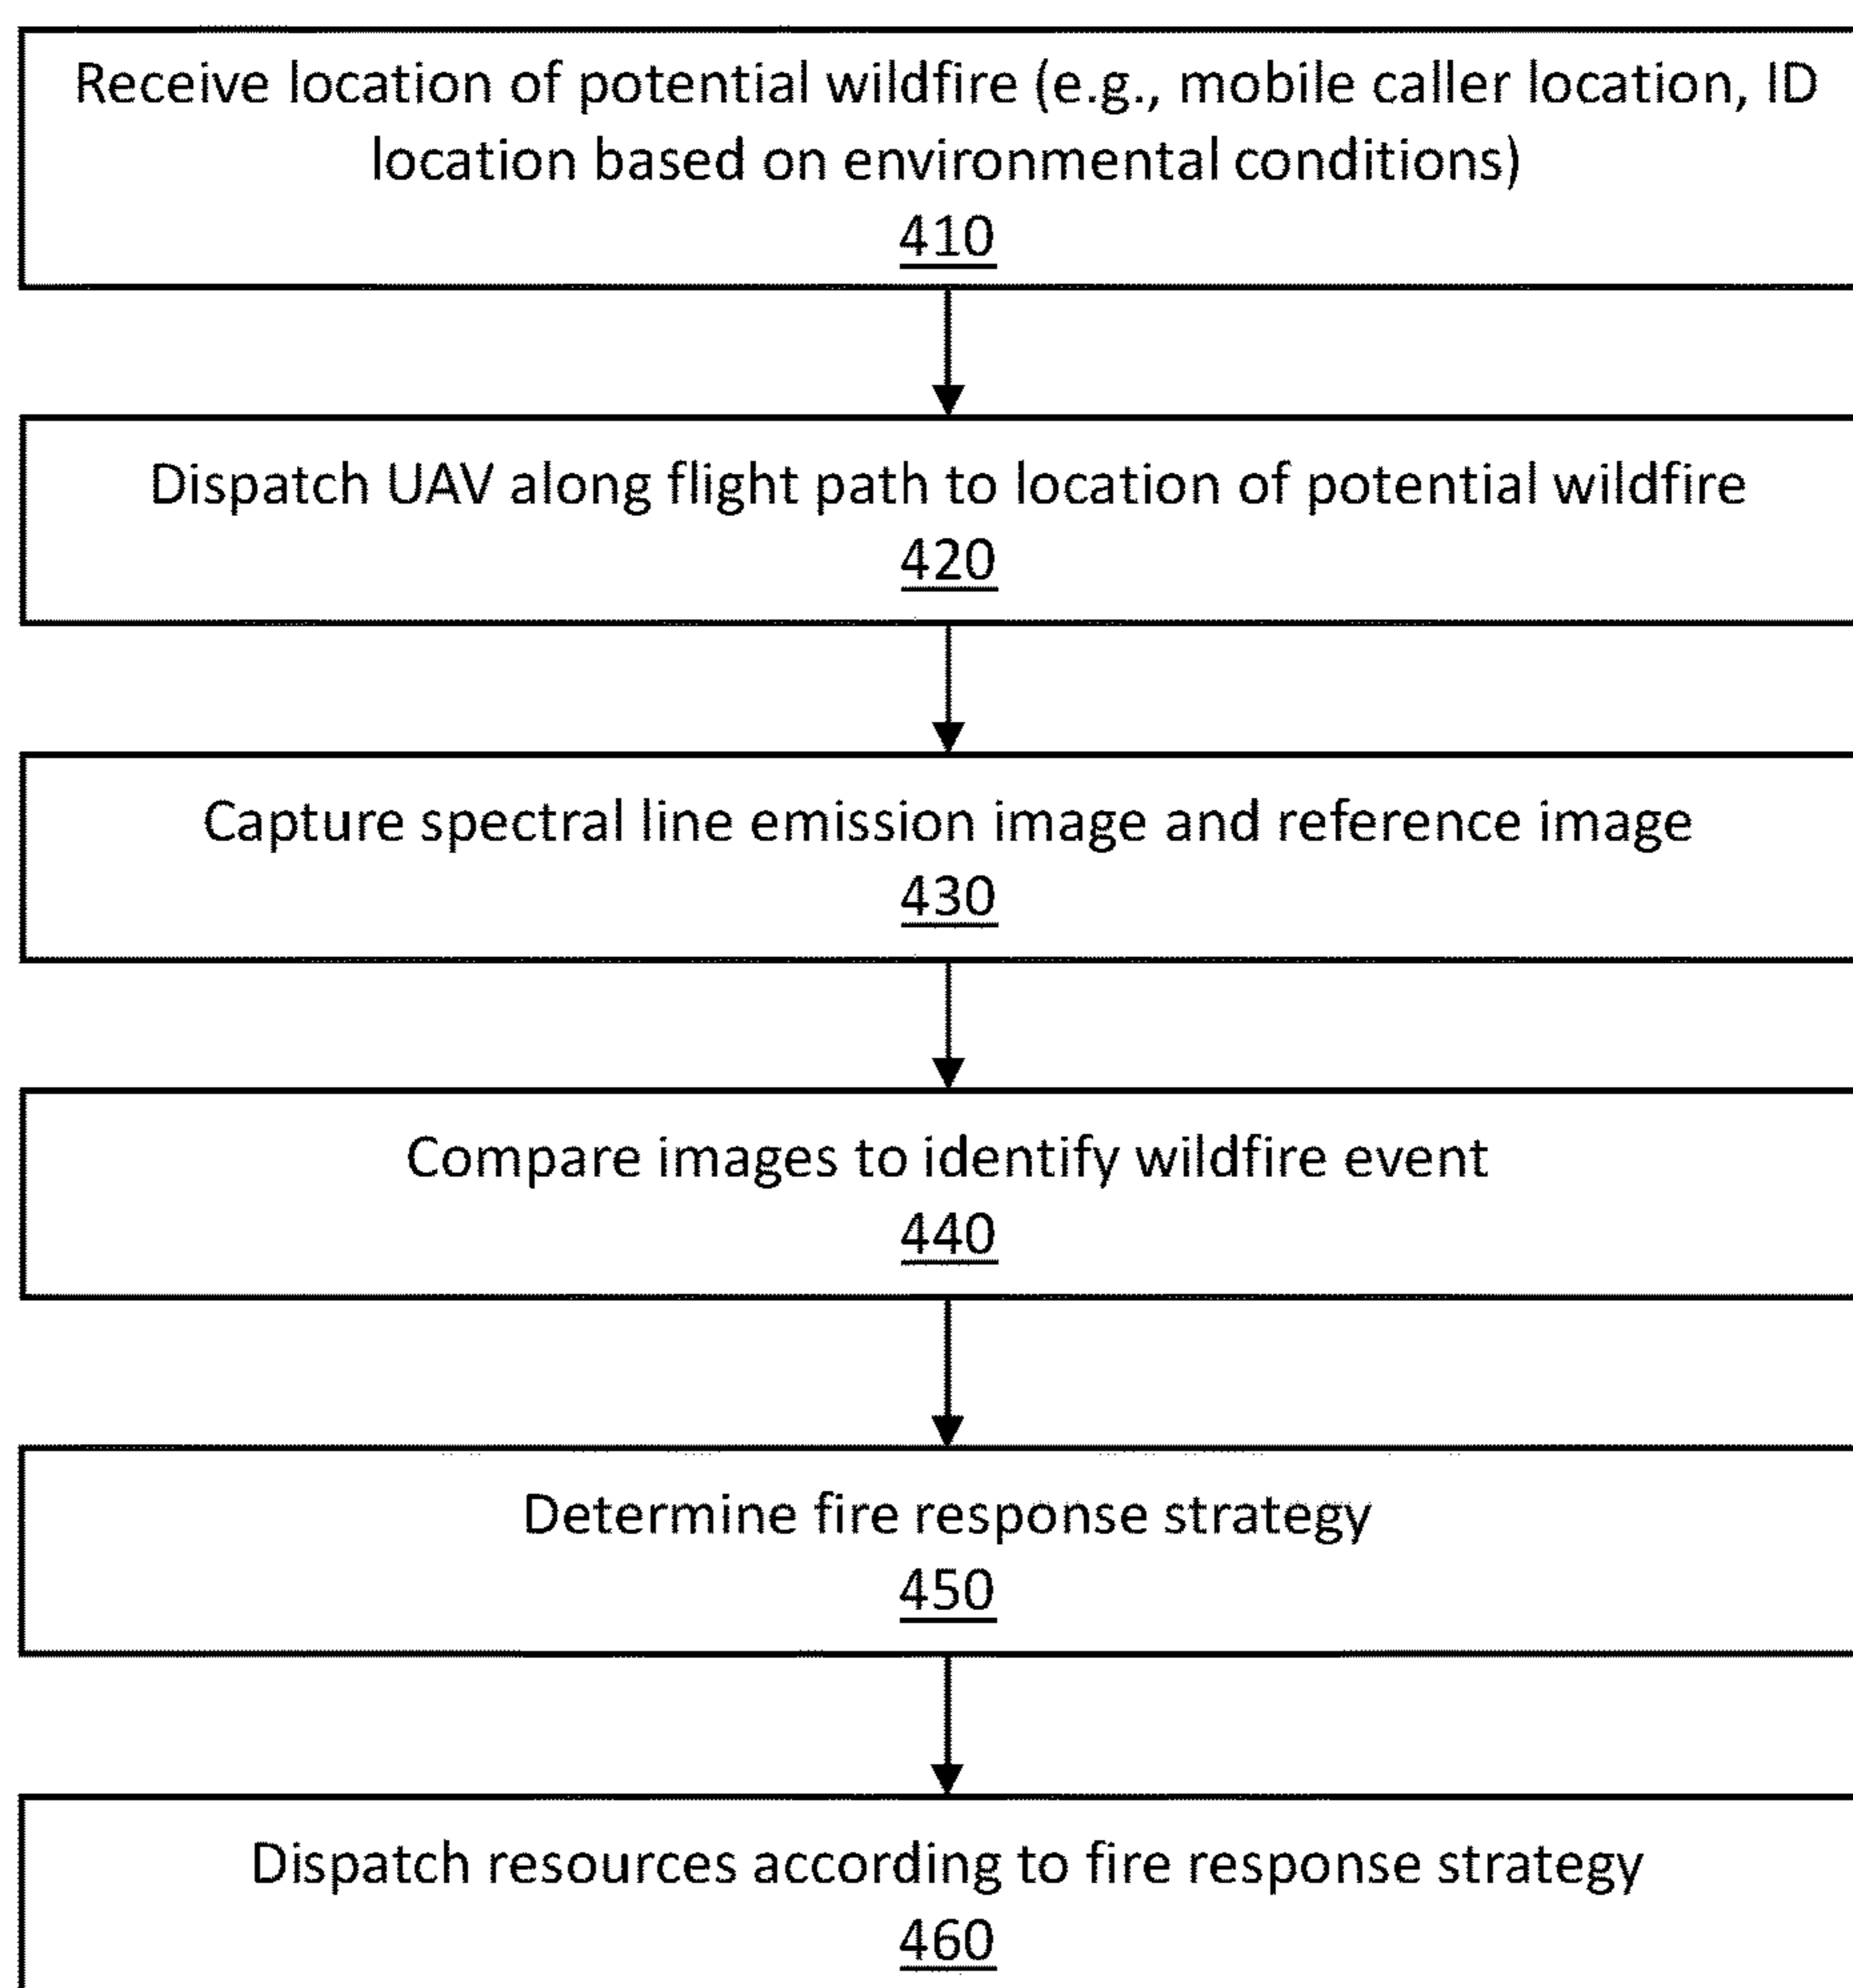 Receive location of potential wildfire (e.g., mobile caller location, ID
location based on environmental conditions)
410
Dispatch UAV along flight path to location of potential wildfire
420
Capture spectral line emission image and reference image
430
Compare images to identify wildfire event
440
Determine fire response strategy
450
Dispatch resources according to fire response strategy
460